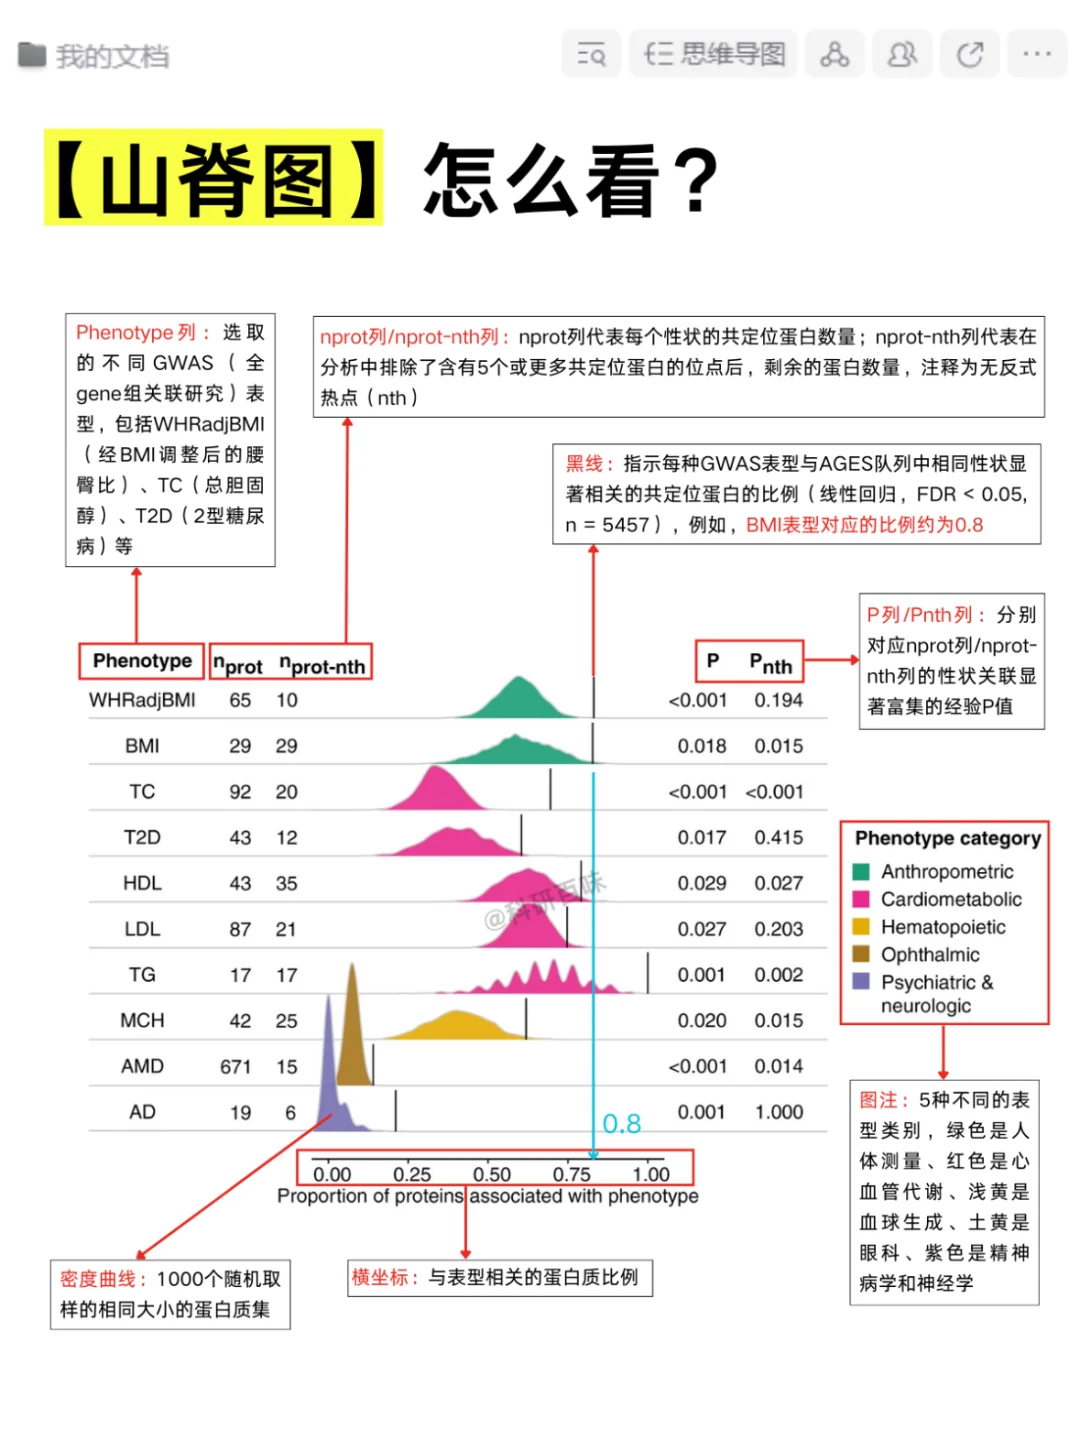 我的文档
思维导图
【山脊图】怎么看?
Phenotype列：选取
的不同GWAS（全
gene组关联研究）表
型，包括WHRadjBMI
（经BMI调整后的腰
臀比）、TC（总胆固
醇）、T2D（2型糖尿
病）等
nprot列/nprot-nth列：nprot列代表每个性状的共定位蛋白数量；nprot-nth列代表在
分析中排除了含有5个或更多共定位蛋白的位点后，剩余的蛋白数量，注释为无反式
热点（nth）
黑线：指示每种GWAS表型与AGES队列中相同性状显
著相关的共定位蛋白的比例（线性回归，FDR < 0.05,
n = 5457），例如，BMI表型对应的比例约为0.8
P列/Pnth列：分别
对应nprot列/nprot-
nth列的性状关联显
著富集的经验P值
Phenotype nprot nprot-nth P Pnth
WHRadjBMI 65 10 <0.001 0.194
BMI 29 29 0.018 0.015
TC 92 20 <0.001 <0.001
T2D 43 12 0.017 0.415
HDL 43 35 0.029 0.027
LDL 87 21 0.027 0.203
TG 17 17 0.001 0.002
MCH 42 25 0.020 0.015
AMD 671 15 <0.001 0.014
AD 19 6 0.001 1.000
@科研百味
0.8
0.00 0.25 0.50 0.75 1.00
Proportion of proteins associated with phenotype
Phenotype category
Anthropometric
Cardiometabolic
Hematopoietic
Ophthalmic
Psychiatric &
neurologic
图注：5种不同的表
型类别，绿色是人
体测量、红色是心
血管代谢、浅黄是
血球生成、土黄是
眼科、紫色是精神
病学和神经学
密度曲线：1000个随机取
样的相同大小的蛋白质集
横坐标：与表型相关的蛋白质比例